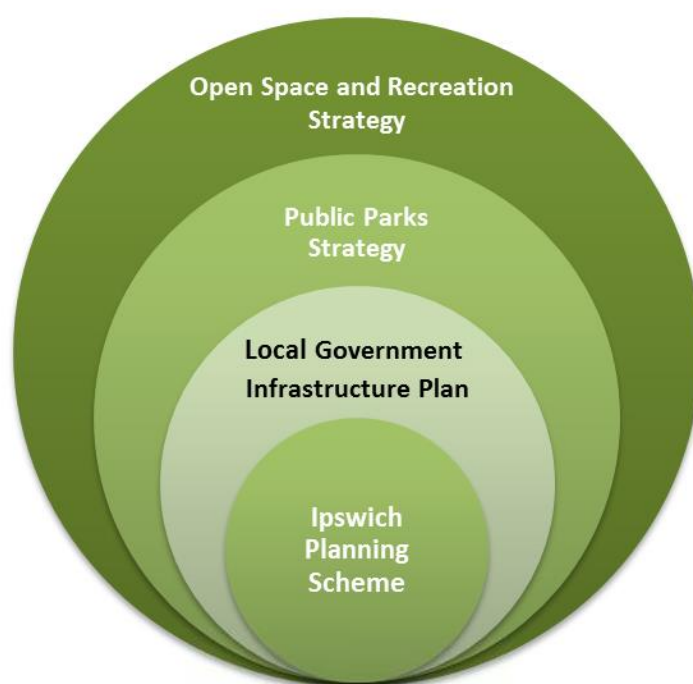 Open Space and Recreation
Strategy
Public Parks
Strategy
Local Government
Infrastructure Plan
Ipswich
Planning
Scheme